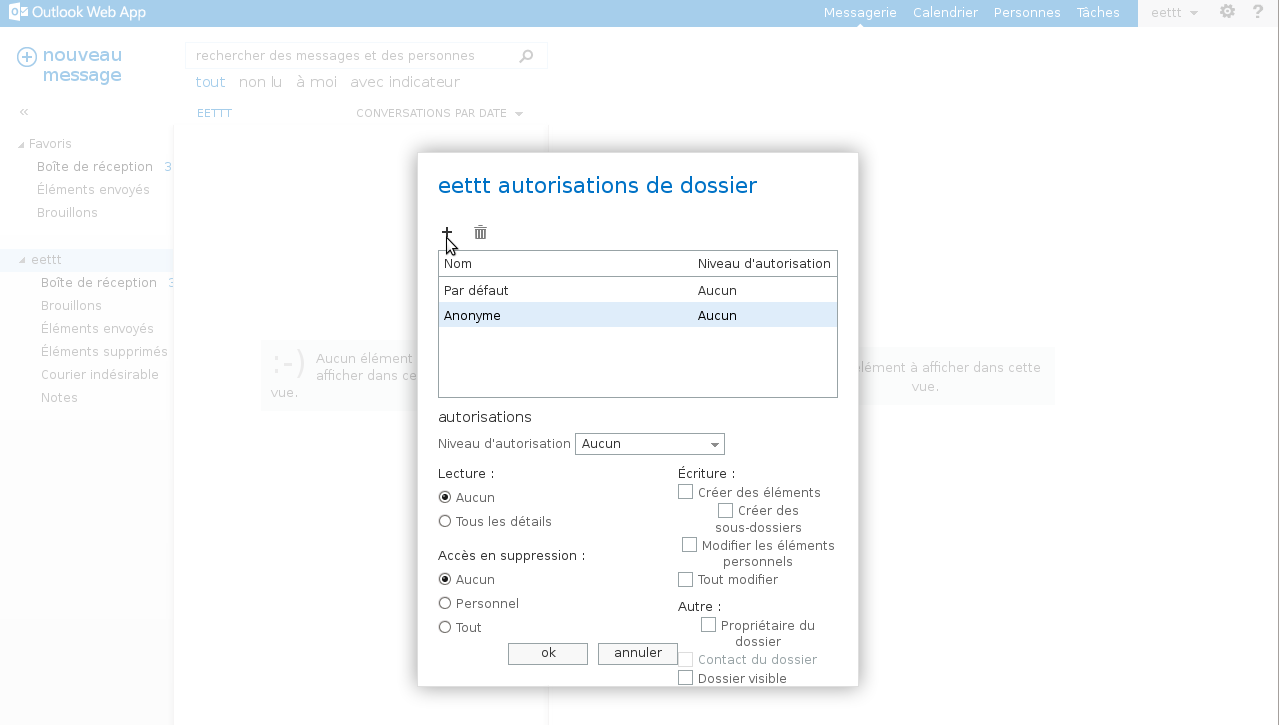 Outlook Web App
Messagerie Calendrier Personnes Tâches eettt ?
nouveau
message
rechercher des messages et des personnes
tout non lu à moi avec indicateur
«
EETTT CONVERSATIONS PAR DATE
Favoris
Boîte de réception 3
Éléments envoyés
Brouillons
eettt
Boîte de réception 3
Brouillons
Éléments envoyés
Éléments supprimés
Courier indésirable
Notes
:-) Aucun élément
afficher dans ce
vue.
élément à afficher dans cette
vue.
eettt autorisations de dossier
Nom Niveau d'autorisation
Par défaut Aucun
Anonyme Aucun
autorisations
Niveau d'autorisation Aucun
Lecture :
Aucun
Tous les détails
Accès en suppression :
Aucun
Personnel
Tout
Écriture :
Créer des éléments
Créer des
sous-dossiers
Modifier les éléments
personnels
Tout modifier
Autre :
Propriétaire du
dossier
Contact du dossier
Dossier visible
ok annuler